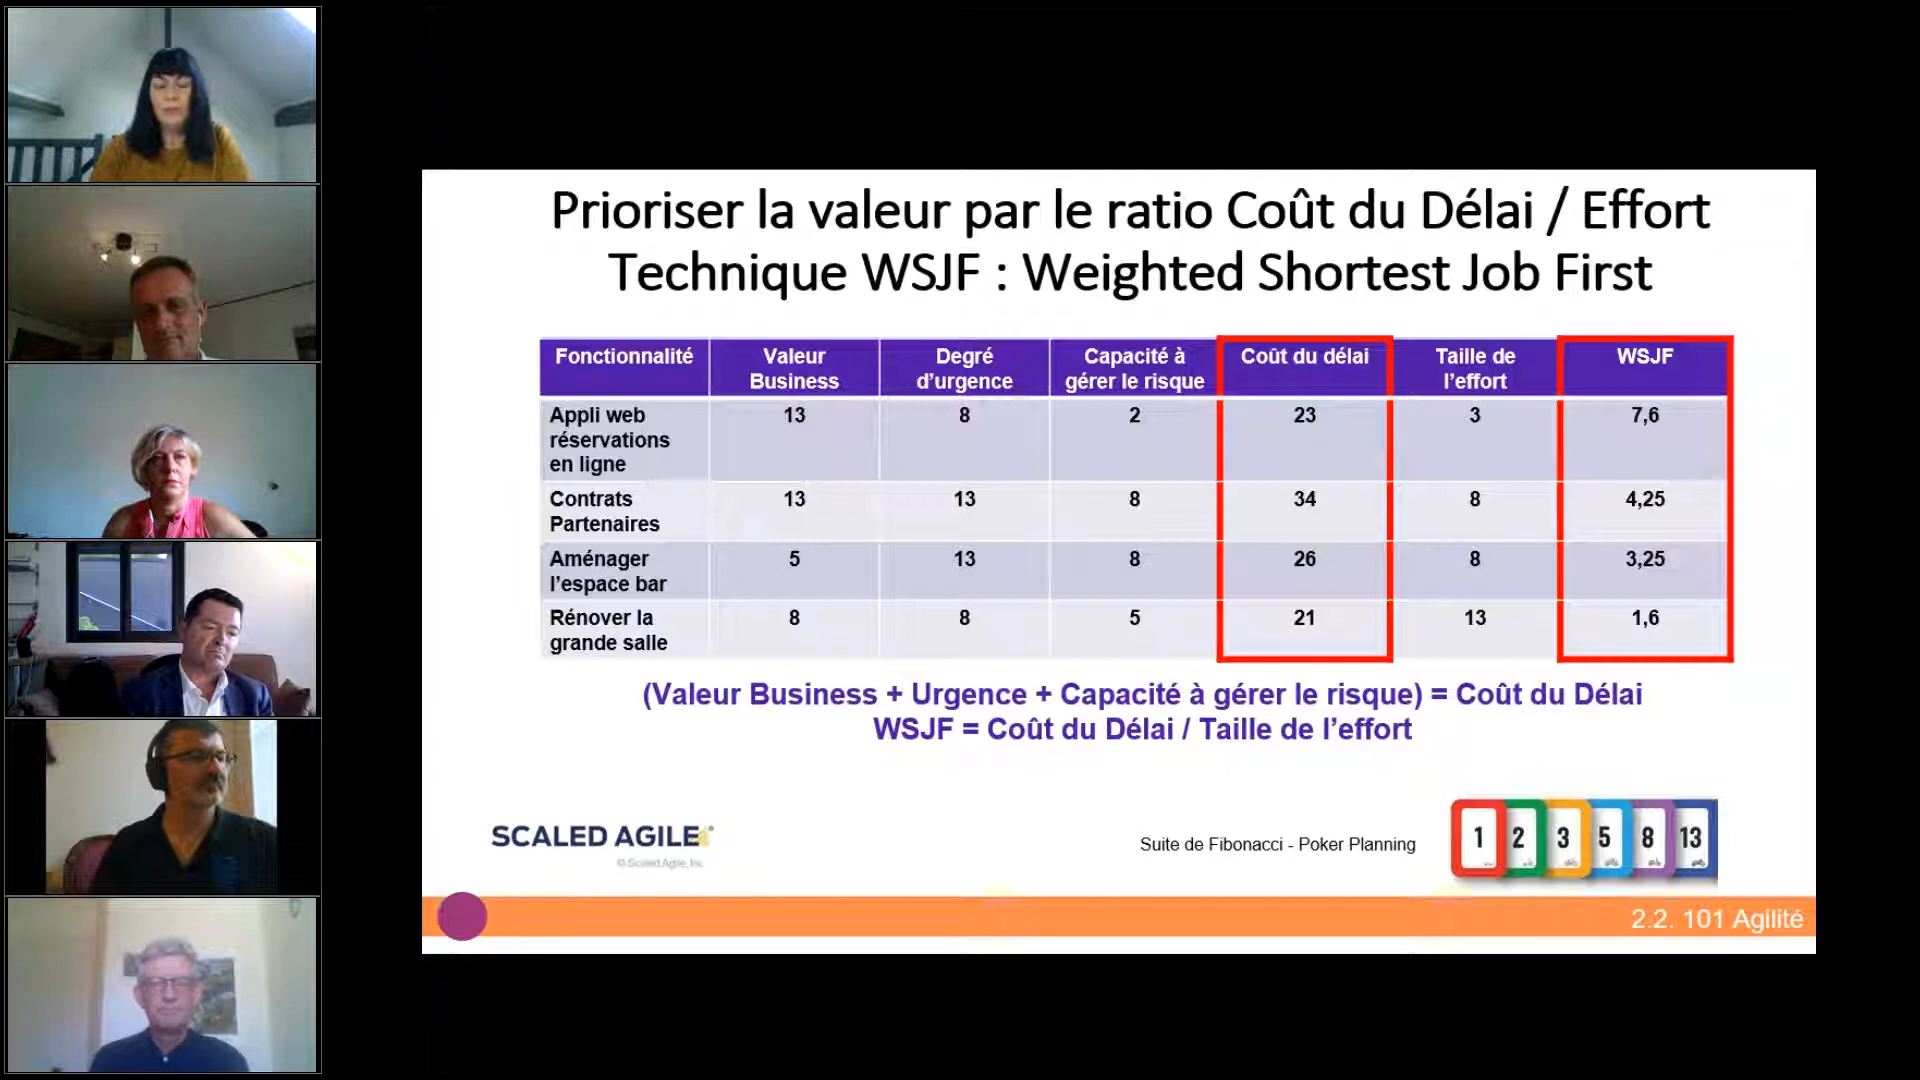 Prioriser la valeur par le ratio Coût du Délai / Effort
Technique WSJF : Weighted Shortest Job First
Fonctionnalité Valeur Business Degré d'urgence Capacité à gérer le risque Coût du délai Taille de l'effort WSJF
Appli web réservations en ligne 13 8 2 23 3 7,6
Contrats Partenaires 13 13 8 34 8 4,25
Aménager l'espace bar 5 13 8 26 8 3,25
Rénover la grande salle 8 8 5 21 13 1,6
(Valeur Business + Urgence + Capacité à gérer le risque) = Coût du Délai
WSJF = Coût du Délai / Taille de l'effort
SCALED AGILE
© Scaled Agile, Inc.
Suite de Fibonacci - Poker Planning
1 2 3 5 8 13
2.2. 101 Agilité